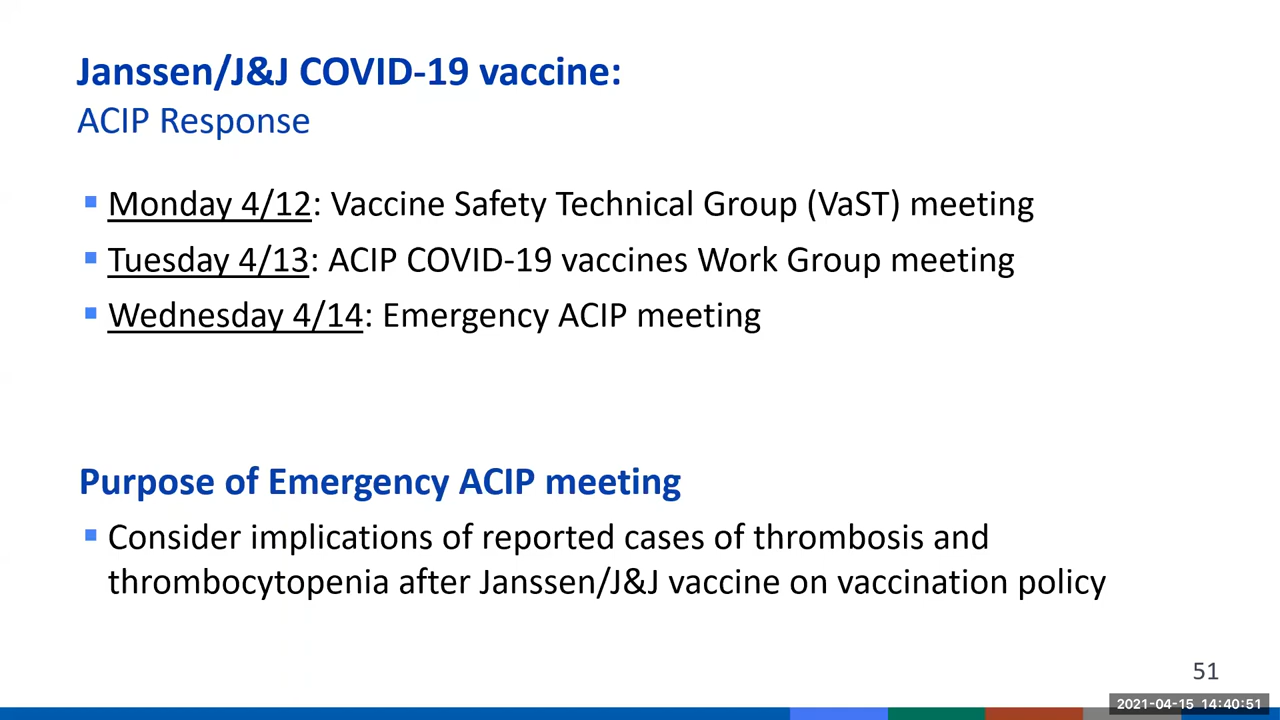 Janssen/J&J COVID-19 vaccine:
ACIP Response
▪ Monday 4/12: Vaccine Safety Technical Group (VaST) meeting
▪ Tuesday 4/13: ACIP COVID-19 vaccines Work Group meeting
▪ Wednesday 4/14: Emergency ACIP meeting
Purpose of Emergency ACIP meeting
▪ Consider implications of reported cases of thrombosis and
thrombocytopenia after Janssen/J&J vaccine on vaccination policy
51
2021-04-15 14:40:51